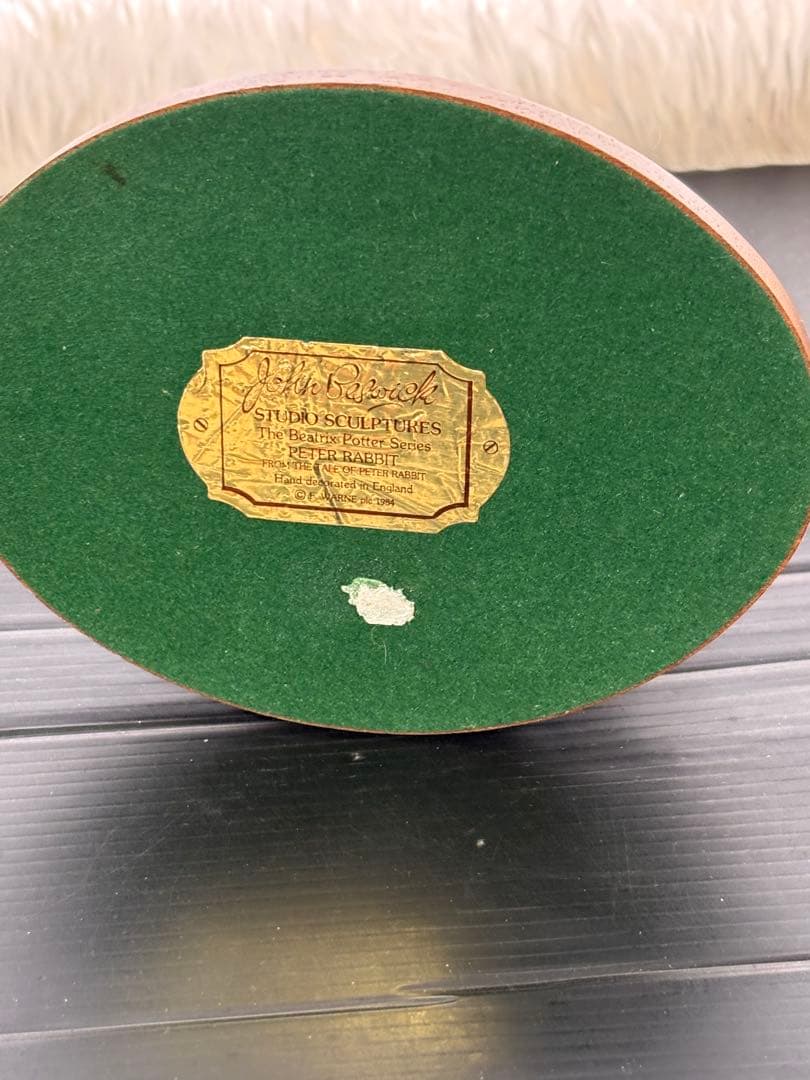 John Beswick
STUDIO SCULPTURES
The Beatrix Potter Series
PETER RABBIT
FROM THE TALE OF PETER RABBIT
Hand decorated in England
© F. WARNE plc 1984